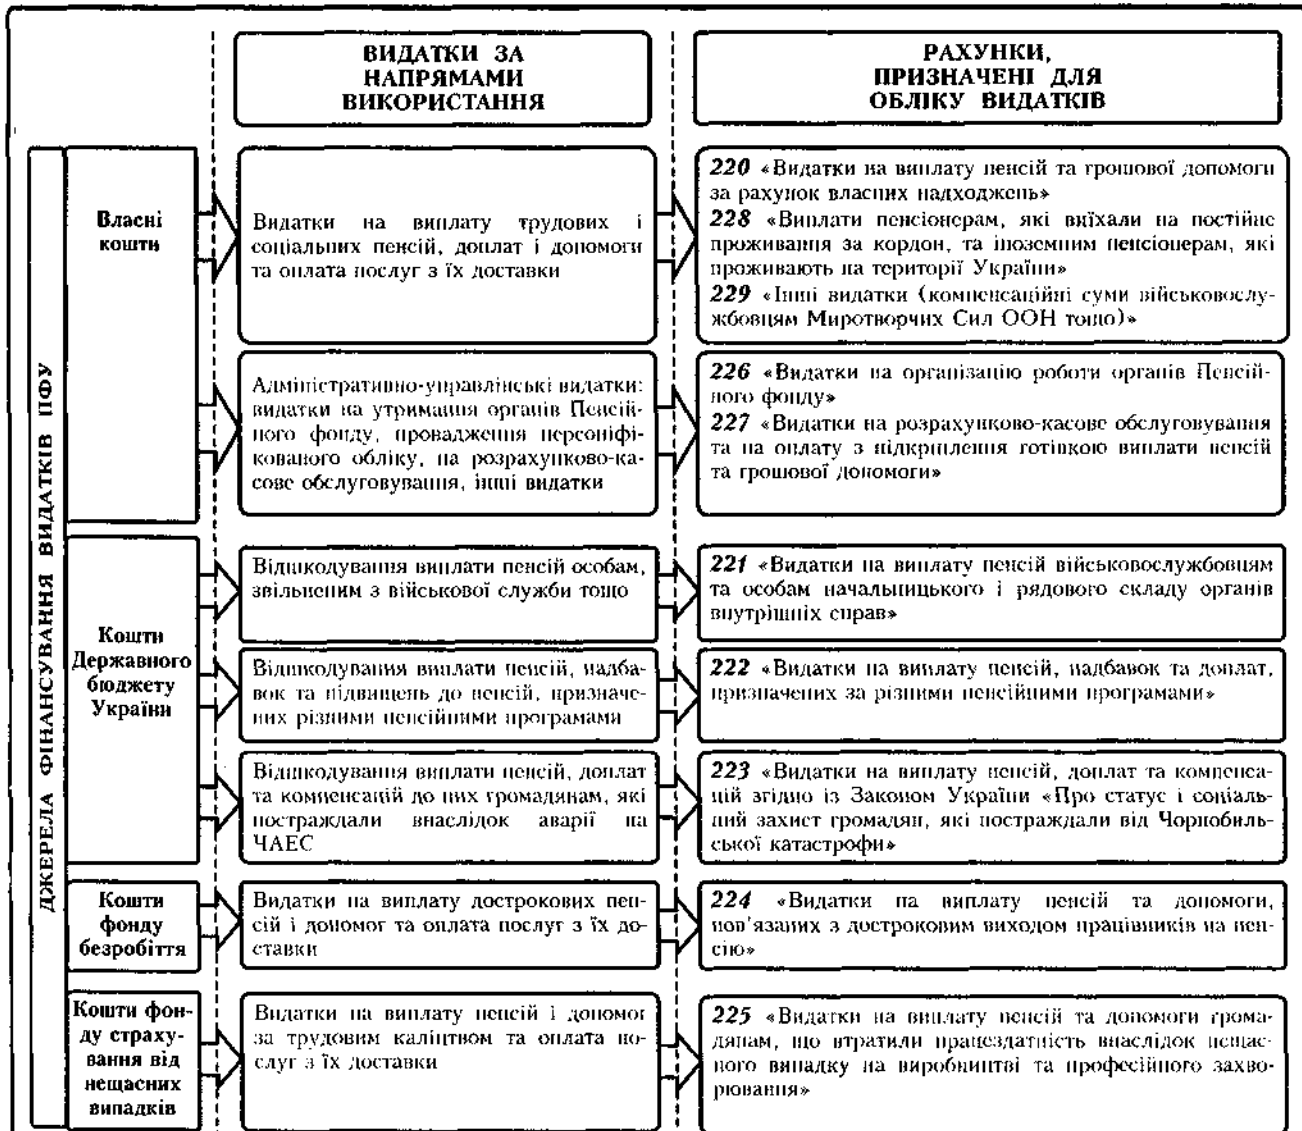 ВИДАТКИ ЗА
НАПРЯМАМИ
ВИКОРИСТАННЯ
РАХУНКИ,
ПРИЗНАЧЕНІ ДЛЯ
ОБЛІКУ ВИДАТКІВ
ДЖЕРЕЛА ФІНАНСУВАННЯ ВИДАТКІВ ПФУ
Власні
кошти
Видатки на виплату трудових і
соціальних пенсій, доплат і допомоги
та оплата послуг з їх доставки
220 «Видатки на виплату пенсій та грошової допомоги
за рахунок власних надходжень»
228 «Виплати пенсіонерам, які виїхали на постійне
проживання за кордон, та іноземним пенсіонерам, які
проживають на території України»
229 «Інші видатки (компенсаційні суми військовослу-
жбовцям Миротворчих Сил ООН тощо)»
Адміністративно-управлінські видатки:
видатки на утримання органів Пенсій-
ного фонду, провадження персоніфі-
кованого обліку, на розрахунково-ка-
сове обслуговування, інші видатки
226 «Видатки на організацію роботи органів Пенсій-
ного фонду»
227 «Видатки на розрахунково-касове обслуговування
та на оплату з підкріплення готівкою виплати пенсій
та грошової допомоги»
Кошти
Державного
бюджету
України
Відшкодування виплати пенсій особам,
звільненим з військової служби тощо
221 «Видатки на виплату пенсій військовослужбовцям
та особам начальницького і рядового складу органів
внутрішніх справ»
Відшкодування виплати пенсій, надба-
вок та підвищень до пенсій, призначе-
них різними пенсійними програмами
222 «Видатки на виплату пенсій, надбавок та доплат,
призначених за різними пенсійними програмами»
Відшкодування виплати пенсій, доплат
та компенсацій до них громадянам, які
постраждали внаслідок аварії на
ЧАЕС
223 «Видатки на виплату пенсій, доплат та компенса-
цій згідно із Законом України «Про статус і соціаль-
ний захист громадян, які постраждали від Чорнобиль-
ської катастрофи»
Кошти
фонду
безробіття
Видатки на виплату дострокових пен-
сій і допомог та оплата послуг з їх до-
ставки
224 «Видатки на виплату пенсій та допомоги,
пов'язаних з достроковим виходом працівників на пен-
сію»
Кошти фон-
ду страху-
вання від
нещасних
випадків
Видатки на виплату пенсій і допомог
за трудовим каліцтвом та оплата по-
слуг з їх доставки
225 «Видатки на виплату пенсій та допомоги грома-
дянам, що втратили працездатність внаслідок нещас-
ного випадку на виробництві та професійного захво-
рювання»